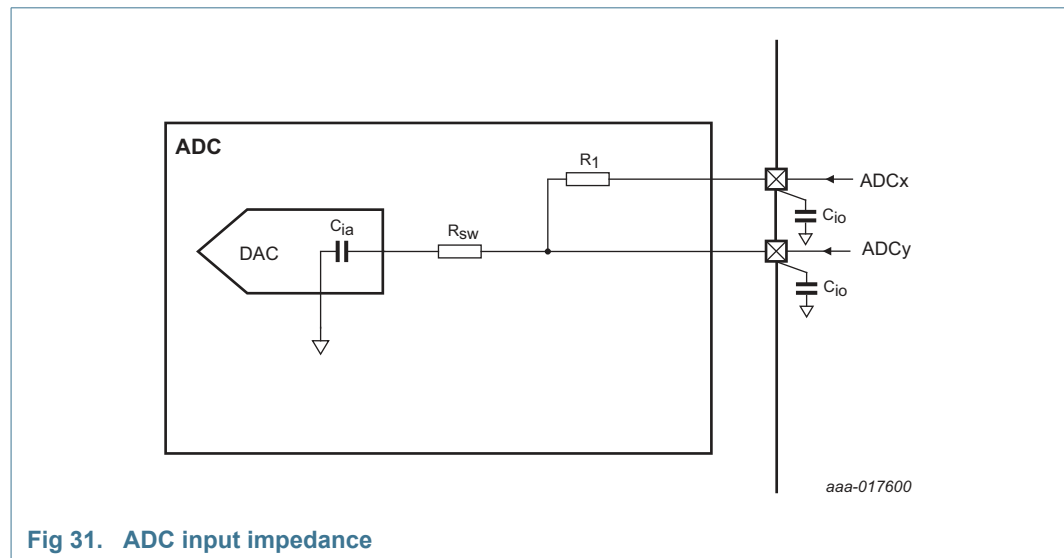 ADC
R1
ADCx
Cio
Cia
Rsw
DAC
ADCy
Cio
aaa-017600
Fig 31. ADC input impedance